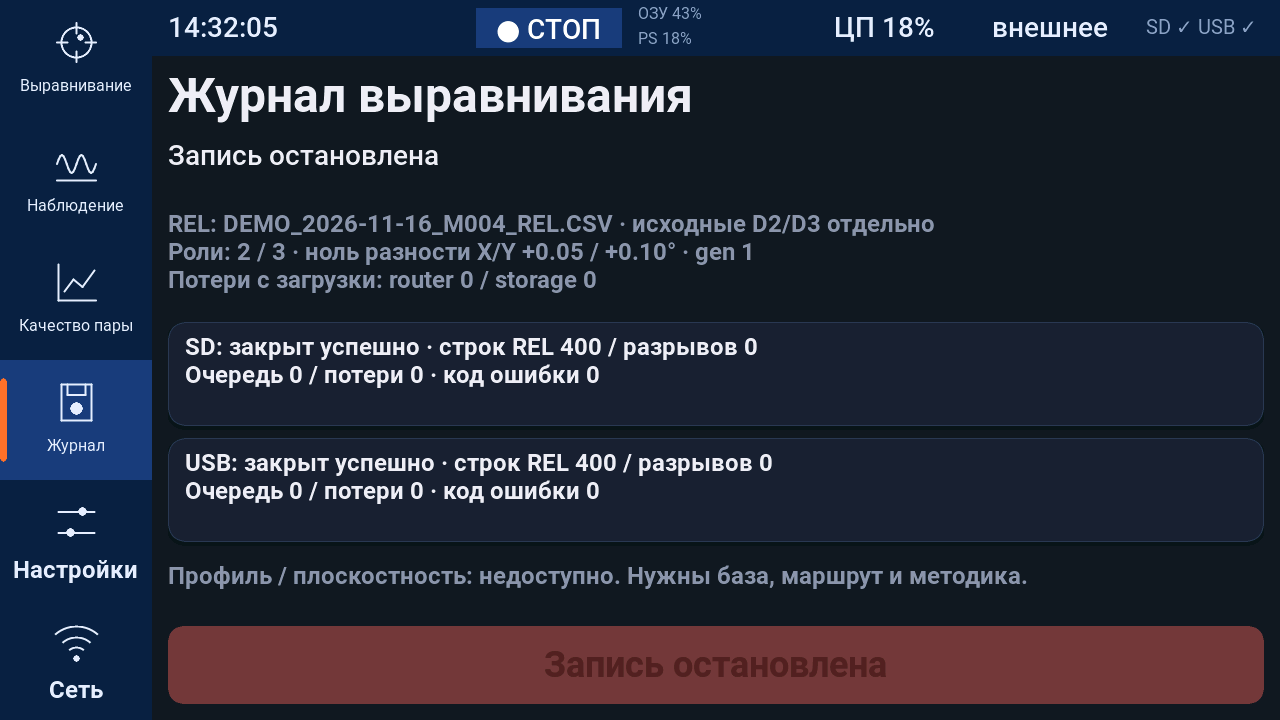 14:32:05
СТОП
ОЗУ 43%
PS 18%
ЦП 18%
внешнее
SD ✓ USB ✓
Выравнивание
Наблюдение
Качество пары
Журнал
Настройки
Сеть
Журнал выравнивания
Запись остановлена
REL: DEMO_2026-11-16_M004_REL.CSV · исходные D2/D3 отдельно
Роли: 2 / 3 · ноль разности X/Y +0.05 / +0.10° · gen 1
Потери с загрузки: router 0 / storage 0
SD: закрыт успешно · строк REL 400 / разрывов 0
Очередь 0 / потери 0 · код ошибки 0
USB: закрыт успешно · строк REL 400 / разрывов 0
Очередь 0 / потери 0 · код ошибки 0
Профиль / плоскостность: недоступно. Нужны база, маршрут и методика.
Запись остановлена